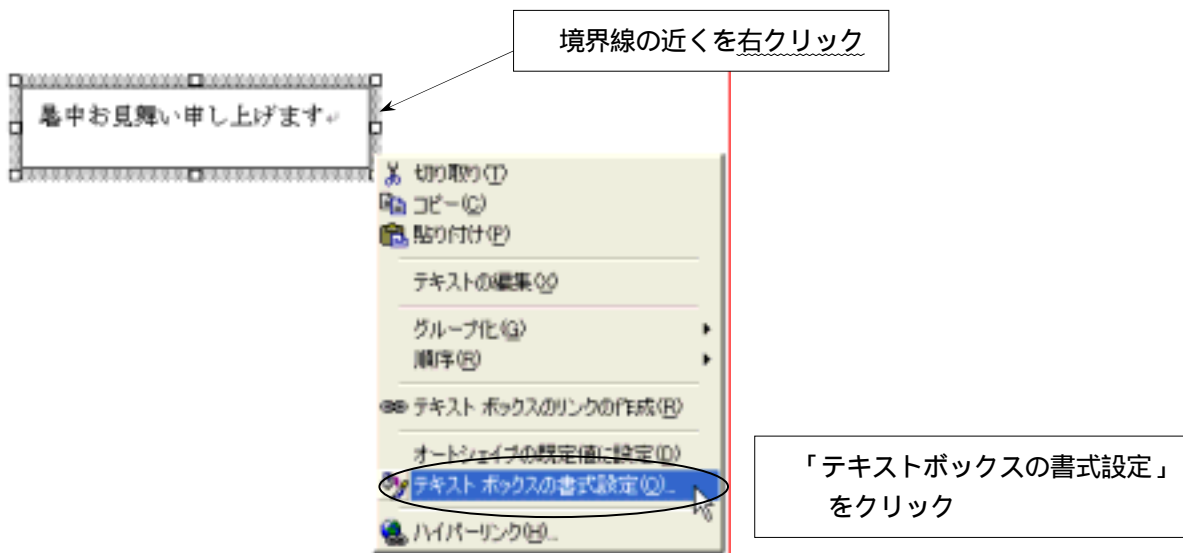 境界線の近くを右クリック
暑中お見舞い申し上げます↵
切り取り(T)
コピー(C)
貼り付け(P)
テキストの編集(X)
グループ化(G)
順序(R)
テキスト ボックスのリンクの作成(R)
オートシェイプの既定値に設定(D)
テキスト ボックスの書式設定(O)...
ハイパーリンク(H)...
「テキストボックスの書式設定」
をクリック